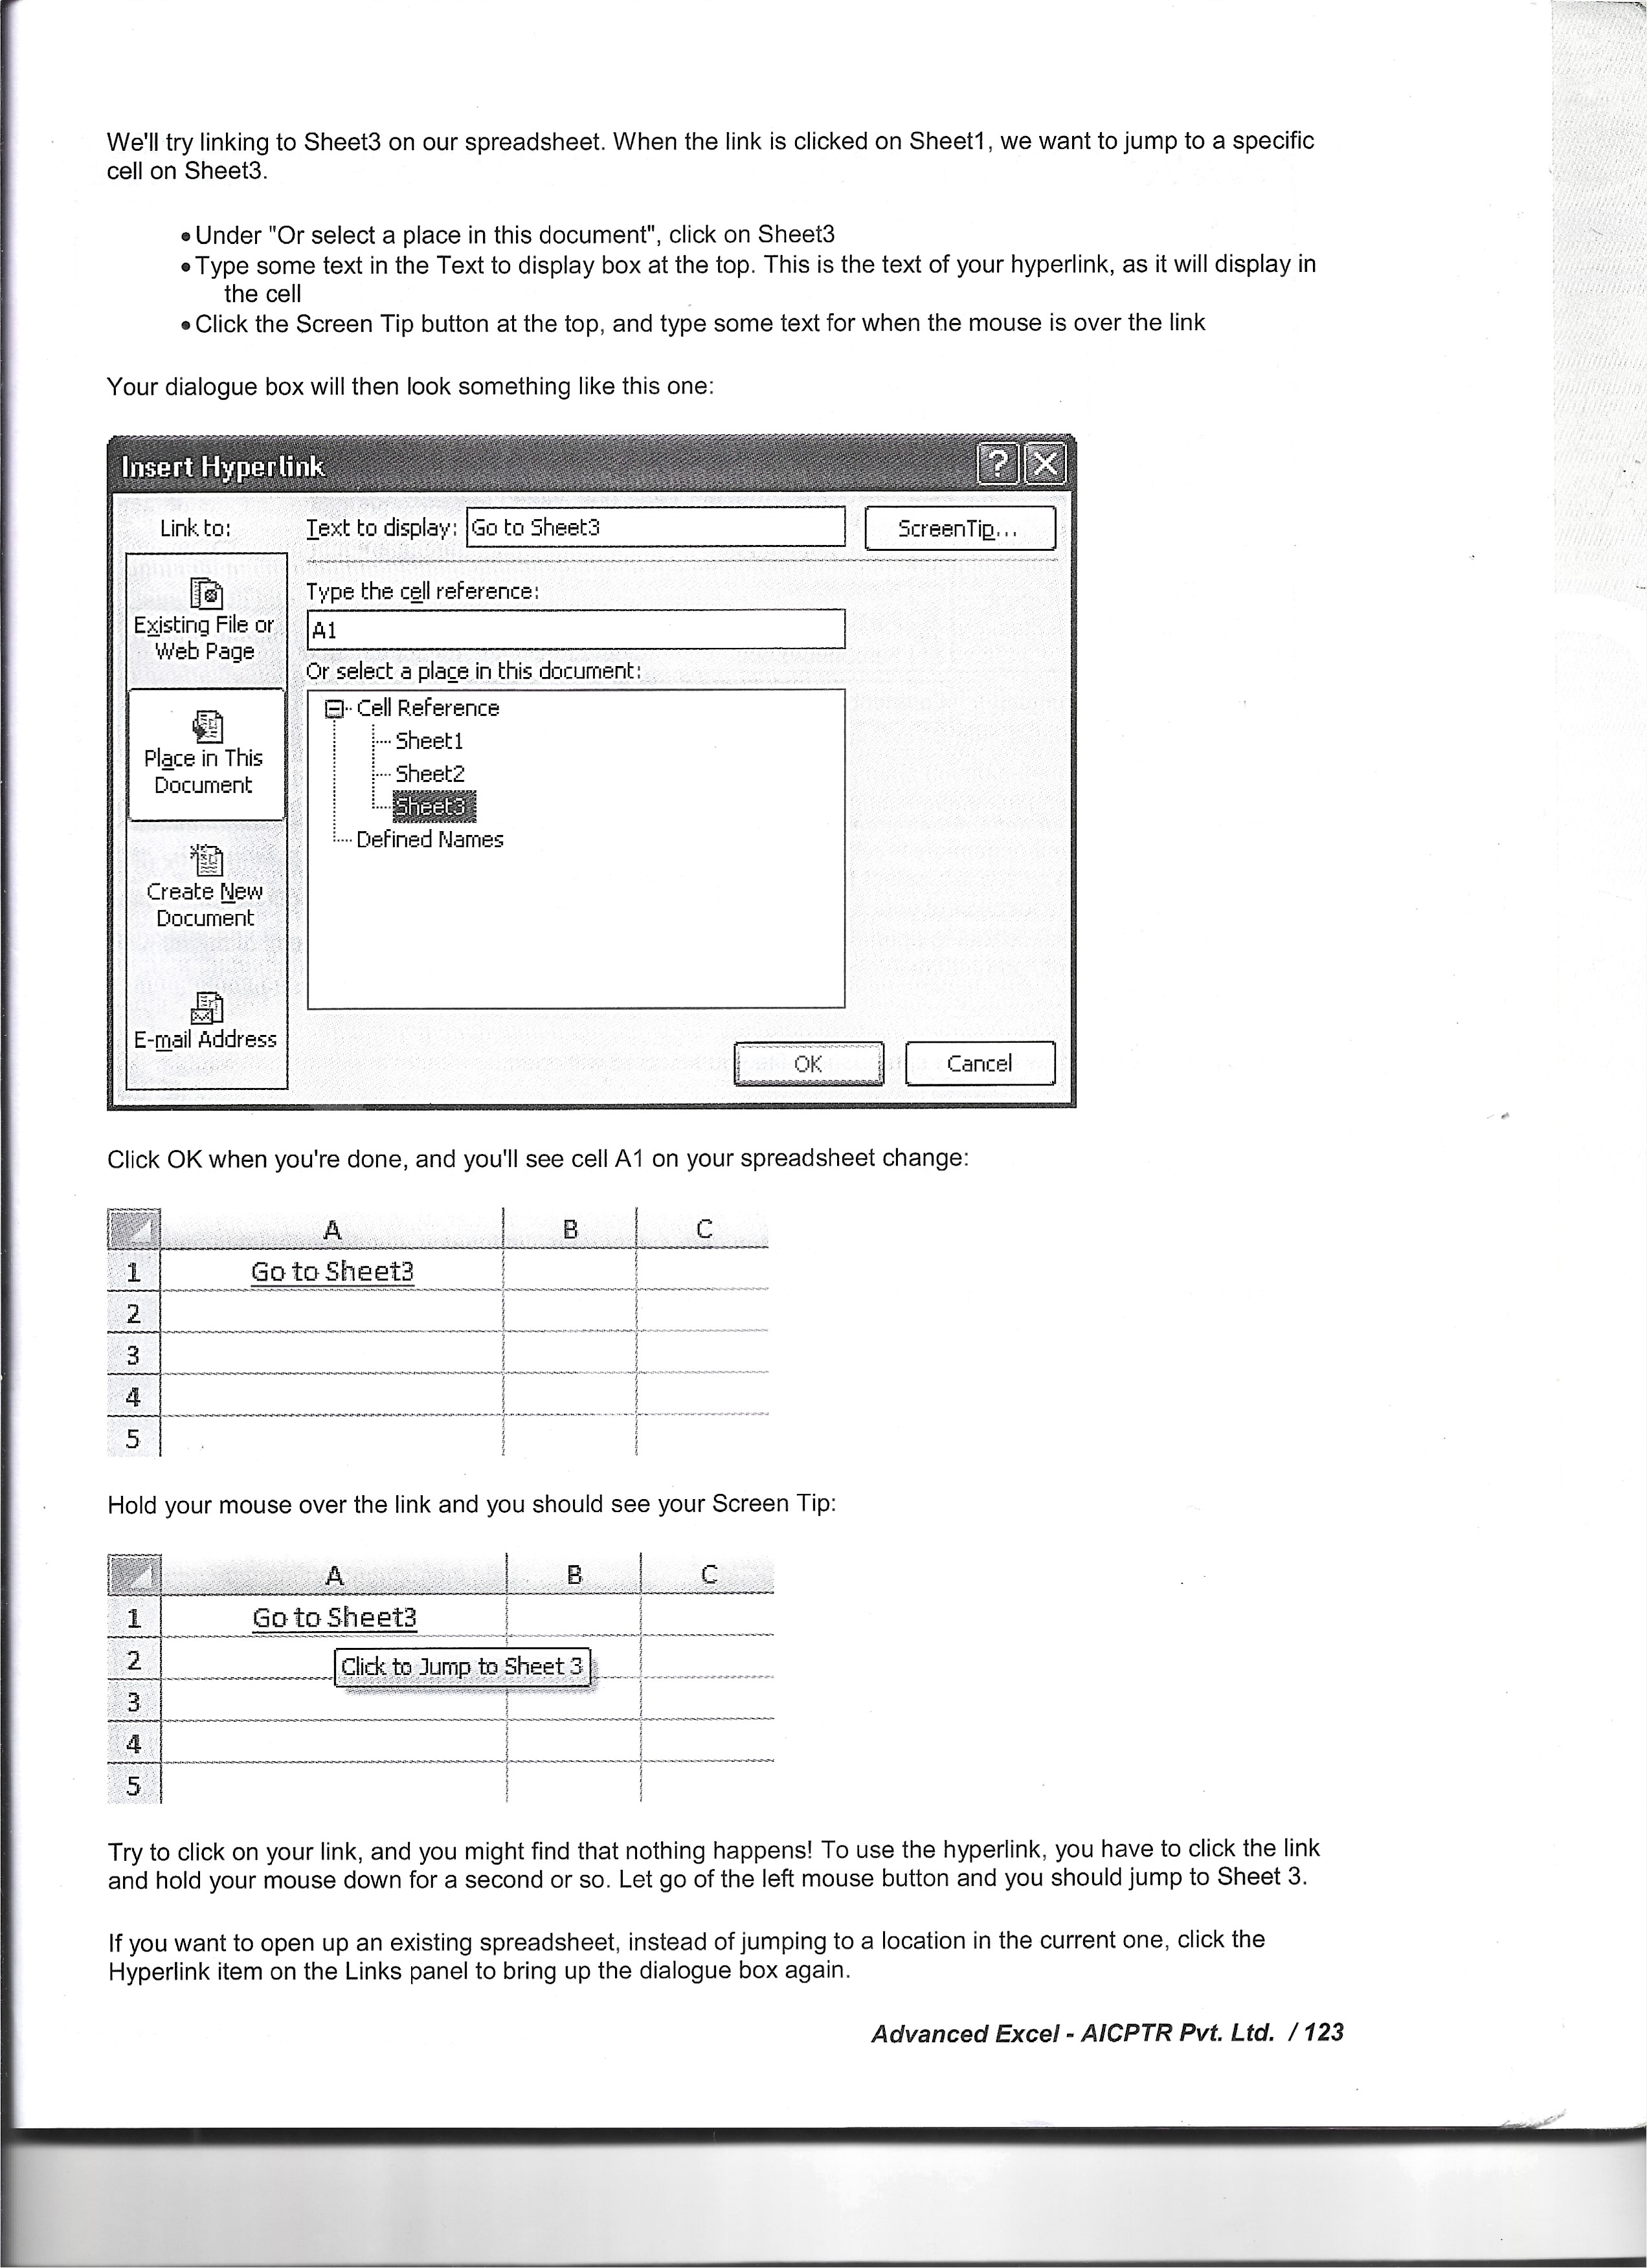 We'll try linking to Sheet3 on our spreadsheet. When the link is clicked on Sheet1, we want to jump to a specific
cell on Sheet3.
• Under "Or select a place in this document", click on Sheet3
• Type some text in the Text to display box at the top. This is the text of your hyperlink, as it will display in
the cell
• Click the Screen Tip button at the top, and type some text for when the mouse is over the link
Your dialogue box will then look something like this one:
Insert Hyperlink
Link to:
Text to display: Go to Sheet3
ScreenTip...
Existing File or
Web Page
Place in This
Document
Create New
Document
E-mail Address
Type the cell reference:
A1
Or select a place in this document:
Cell Reference
Sheet1
Sheet2
Sheet3
Defined Names
OK Cancel
Click OK when you're done, and you'll see cell A1 on your spreadsheet change:
A B C
1 Go to Sheet3
2
3
4
5
Hold your mouse over the link and you should see your Screen Tip:
A B C
1 Go to Sheet3
2 Click to Jump to Sheet 3
3
4
5
Try to click on your link, and you might find that nothing happens! To use the hyperlink, you have to click the link
and hold your mouse down for a second or so. Let go of the left mouse button and you should jump to Sheet 3.
If you want to open up an existing spreadsheet, instead of jumping to a location in the current one, click the
Hyperlink item on the Links panel to bring up the dialogue box again.
Advanced Excel - AICPTR Pvt. Ltd. / 123